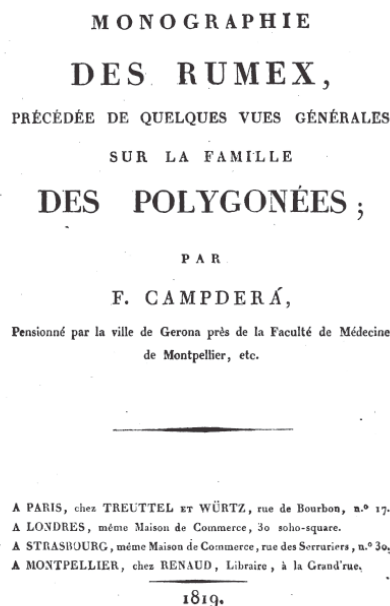 MONOGRAPHIE
DES RUMEX,
PRÉCÉDÉE DE QUELQUES VUES GÉNÉRALES
SUR LA FAMILLE
DES POLYGONÉES ;
PAR
F. CAMPDERÁ,
Pensionné par la ville de Gerona près de la Faculté de Médecine
de Montpellier, etc.
A PARIS, chez TREUTTEL ET WÜRTZ, rue de Bourbon, n.º 17.
A LONDRES, même Maison de Commerce, 30 soho-square.
A STRASBOURG, même Maison de Commerce, rue des Serruriers, n.º 30.
A MONTPELLIER, chez RENAUD, Libraire, à la Grand'rue.
1819.